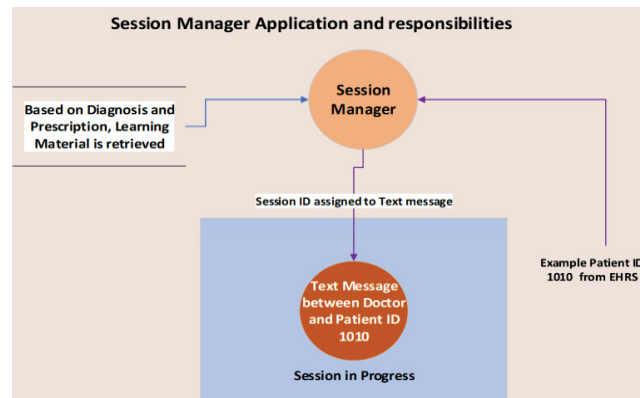 Session Manager Application and responsibilities
Session
Manager
Based on Diagnosis and
Prescription, Learning
Material is retrieved
Session ID assigned to Text message
Example Patient ID
1010 from EHRS
Text Message
between Doctor
and Patient ID
1010
Session in Progress